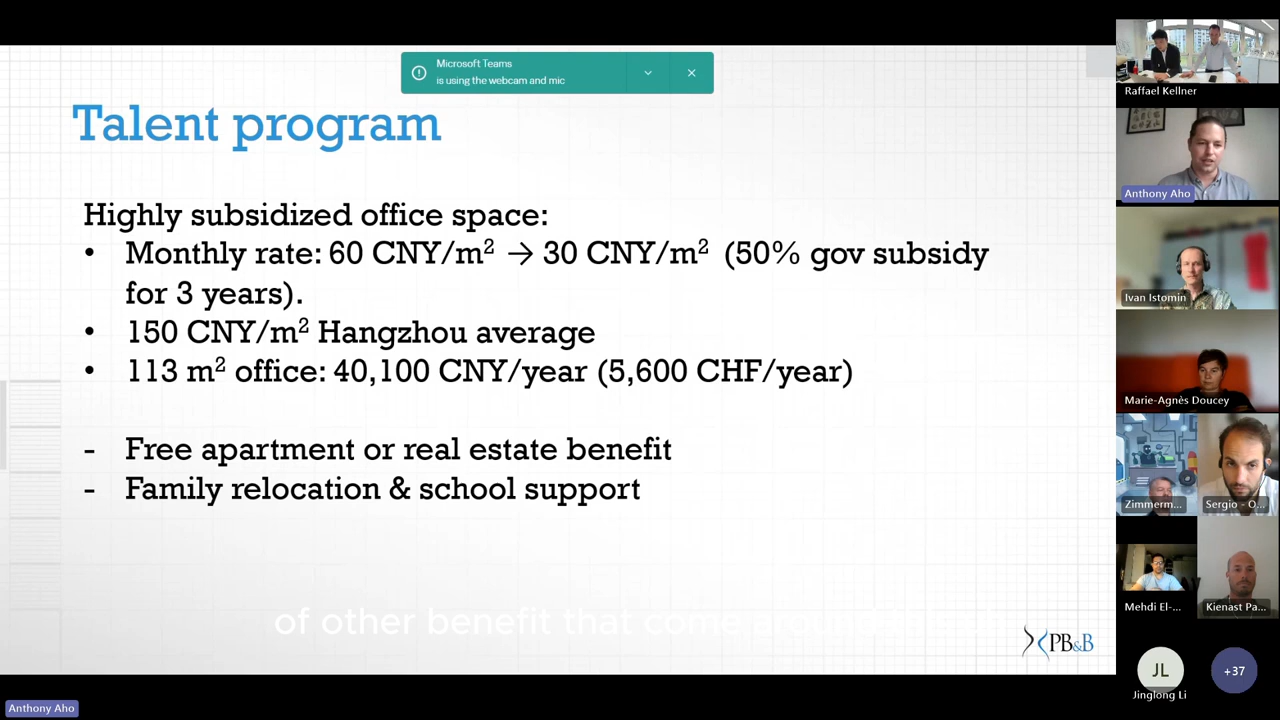 Microsoft Teams
is using the webcam and mic
Talent program
Highly subsidized office space:
• Monthly rate: 60 CNY/m² → 30 CNY/m² (50% gov subsidy
for 3 years).
• 150 CNY/m² Hangzhou average
• 113 m² office: 40,100 CNY/year (5,600 CHF/year)
- Free apartment or real estate benefit
- Family relocation & school support
of other benefit that come
PB&B
Anthony Aho
Raffael Kellner
Anthony Aho
Ivan Istomin
Marie-Agnès Doucey
Zimmerm...
Sergio - O...
Mehdi El-...
Kienast Pa...
JL
Jinglong Li
+37